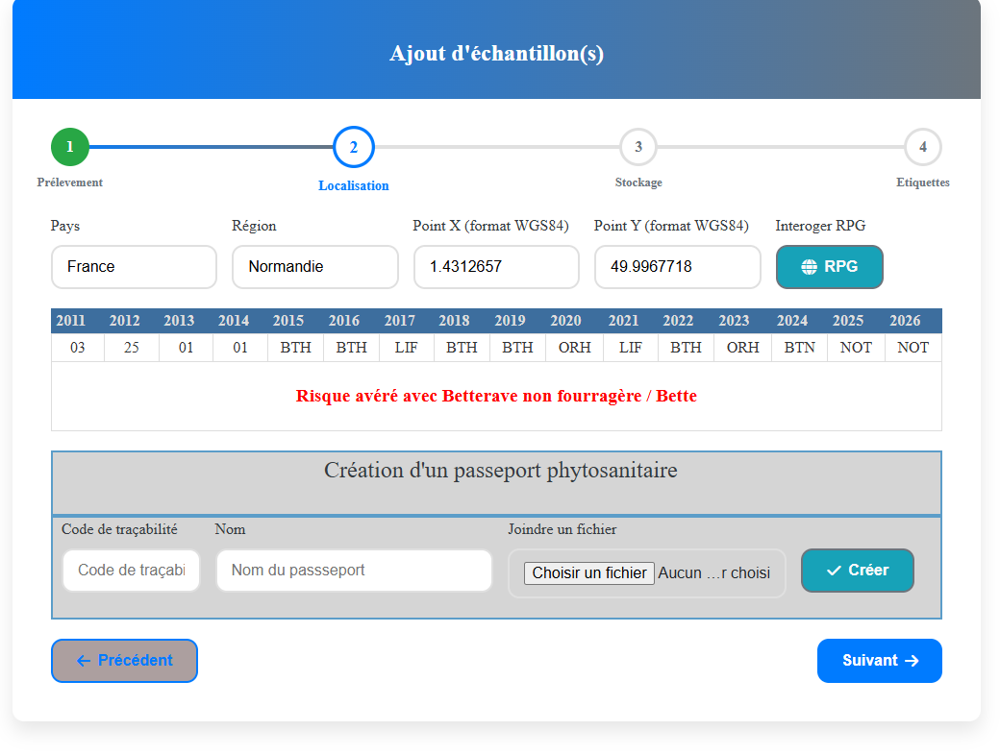 Ajout d'échantillon(s)
1 2 3 4
Prélevement Localisation Stockage Etiquettes
Pays Région Point X (format WGS84) Point Y (format WGS84) Interoger RPG
France Normandie 1.4312657 49.9967718 RPG
2011 2012 2013 2014 2015 2016 2017 2018 2019 2020 2021 2022 2023 2024 2025 2026
03 25 01 01 BTH BTH LIF BTH BTH ORH LIF BTH ORH BTN NOT NOT
Risque avéré avec Betterave non fourragère / Bette
Création d'un passeport phytosanitaire
Code de traçabilité Nom Joindre un fichier
Code de traçabi Nom du passseport Choisir un fichier Aucun ...r choisi Créer
Précédent Suivant